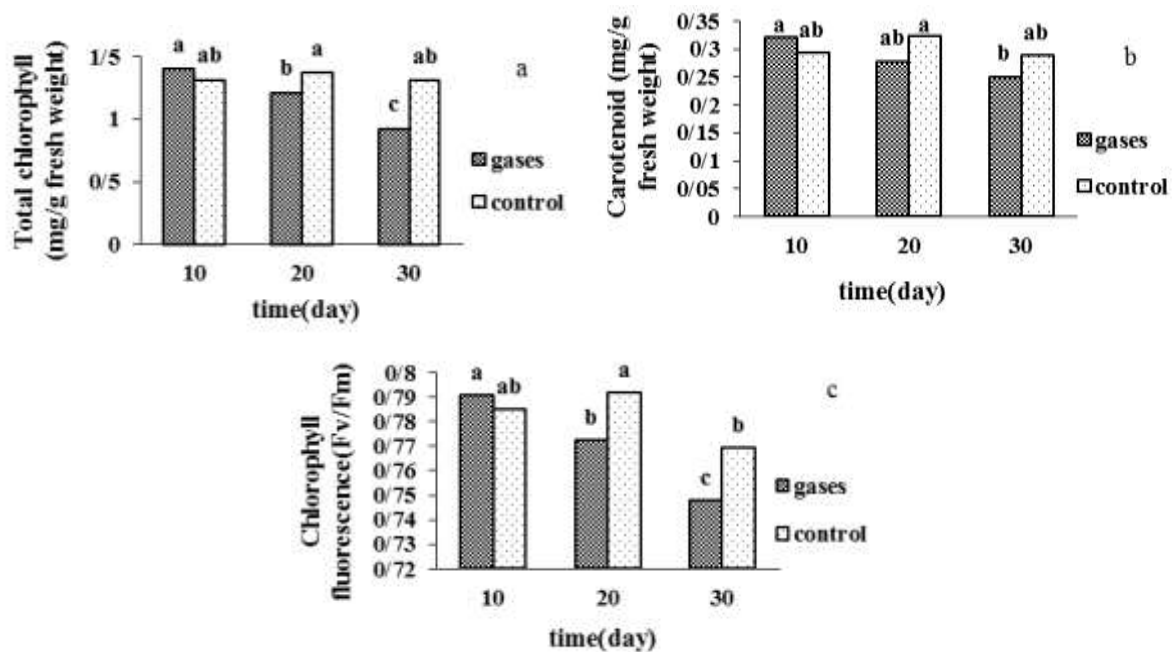 Total chlorophyll
(mg/g fresh weight)
1/5
1
0/5
0
a
ab
b
a
c
ab
10
20
30
time(day)
gases
control
a
Carotenoid (mg/g
fresh weight)
0/35
0/3
0/25
0/2
0/15
0/1
0/05
0
a
ab
ab
a
b
ab
10
20
30
time(day)
gases
control
b
Chlorophyll
fluorescence(Fv/Fm)
0/8
0/79
0/78
0/77
0/76
0/75
0/74
0/73
0/72
a
ab
b
a
c
b
10
20
30
time(day)
gases
control
c